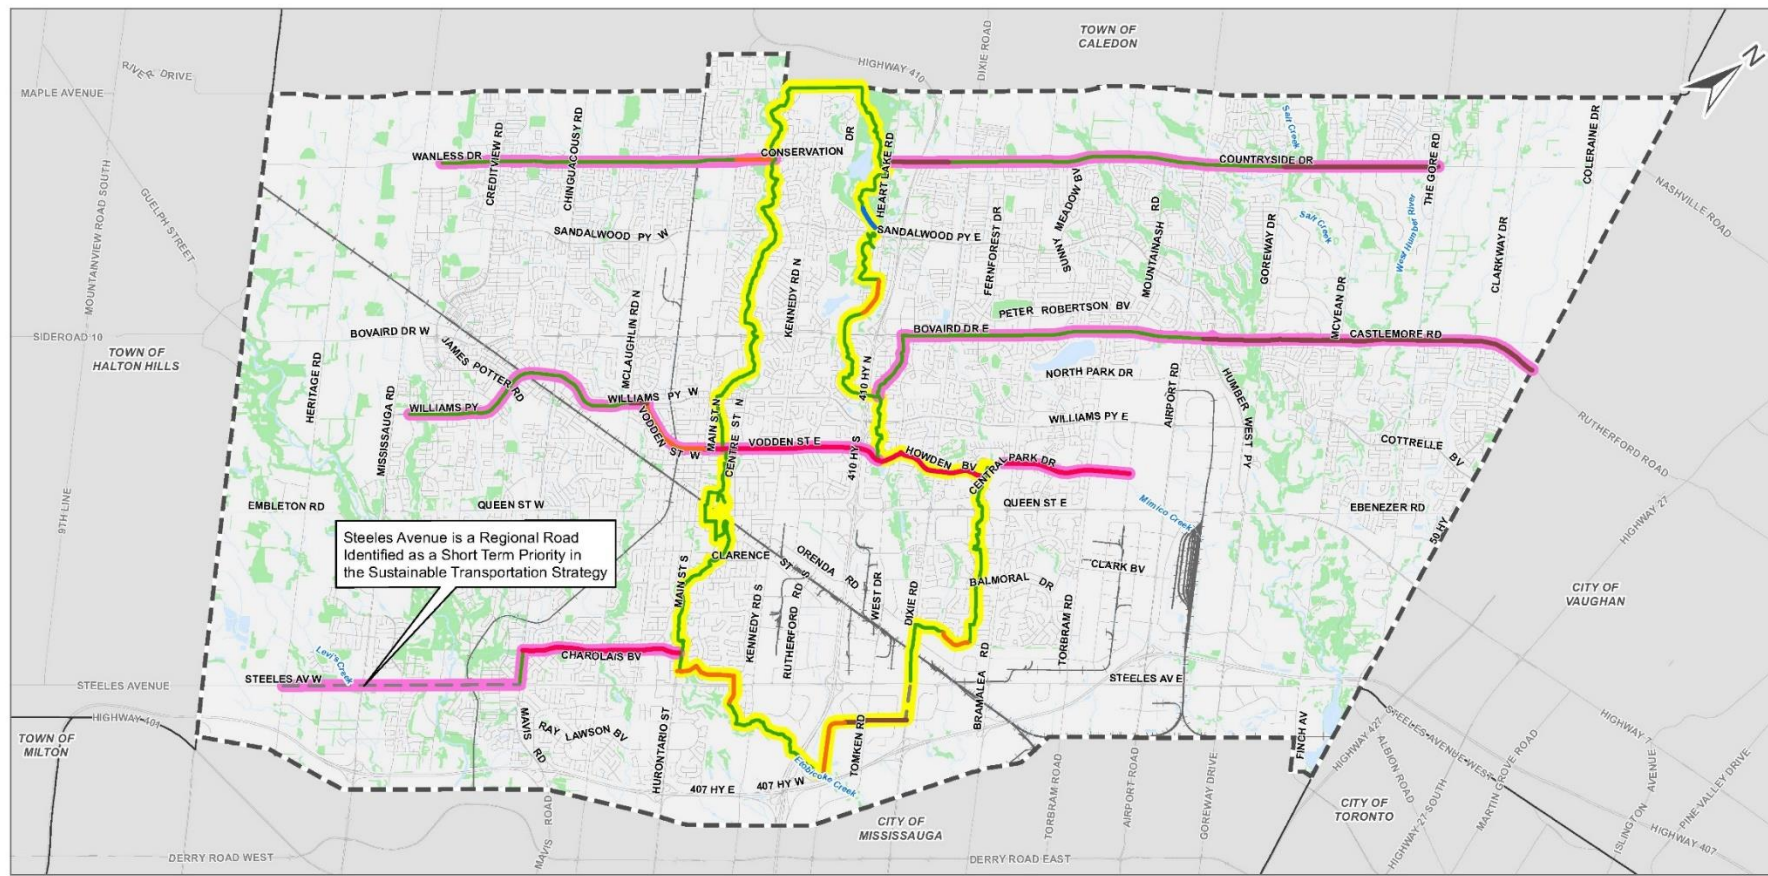 TOWN OF
CALEDON
N
DIXIE ROAD
HIGHWAY 410
RIVER DRIVE
MAPLE AVENUE
MOUNTAINVIEW ROAD SOUTH
GUELPH STREET
SIDEROAD 10
TOWN OF
HALTON HILLS
9TH LINE
STEELES AVENUE
HIGHWAY 401
TOWN OF
MILTON
DERRY ROAD WEST
MAVIS ROAD
WANLESS DR
CREDITVIEW RD
CHINGUACOUSY RD
CONSERVATION DR
HEART LAKE RD
COUNTRYSIDE DR
Salt Creek
THE GORE RD
COLERAINE DR
NASHVILLE ROAD
SANDALWOOD PY W
KENNEDY RD N
SANDALWOOD PY E
FERNFOREST DR
SUNNY MEADOW BV
MOUNTAINASH RD
GOREWAY DR
Salt Creek
West Humber River
CLARKWAY DR
MCVEAN DR
BOVAIRD DR W
MCLAUGHLIN RD N
JAMES POTTER RD
HERITAGE RD
MISSISSAUGA RD
WILLIAMS PY
WILLIAMS PY W
VODDEN ST W
MAIN ST N
CENTRE ST N
VODDEN ST E
410 HY N
410 HY S
BOVAIRD DR E
PETER ROBERTSON BV
CASTLEMORE RD
NORTH PARK DR
AIRPORT RD
HUMBER WEST PY
WILLIAMS PY E
COTTRELLE BV
RUTHERFORD ROAD
HOWDEN BV
CENTRAL PARK DR
QUEEN ST E
Mimico Creek
EBENEZER RD
50 HY
HIGHWAY 27
EMBLETON RD
QUEEN ST W
Steeles Avenue is a Regional Road
Identified as a Short Term Priority in
the Sustainable Transportation Strategy
CLARENCE ST
MAIN ST S
KENNEDY RD S
RUTHERFORD RD S
ORENDA RD
WEST DR
DIXIE RD
BALMORAL DR
CLARK BV
TORBRAM RD
BRAMALEA RD
CITY OF
VAUGHAN
Levi's Creek
STEELES AV W
CHAROLAIS BV
STEELES AV E
MAVIS RD
RAY LAWSON BV
HURONTARIO ST
407 HY E
407 HY W
Etobicoke Creek
TOMKEN RD
FINCH AV
HIGHWAY 427
STEELES AVENUE WEST
HIGHWAY 7
ALBION ROAD
HIGHWAY 27 SOUTH
MARTIN GROVE ROAD
ISLINGTON AVENUE
PINE VALLEY DRIVE
HIGHWAY 407
CITY OF
TORONTO
CITY OF
MISSISSAUGA
TORBRAM ROAD
AIRPORT ROAD
GOREWAY DRIVE
DERRY ROAD EAST